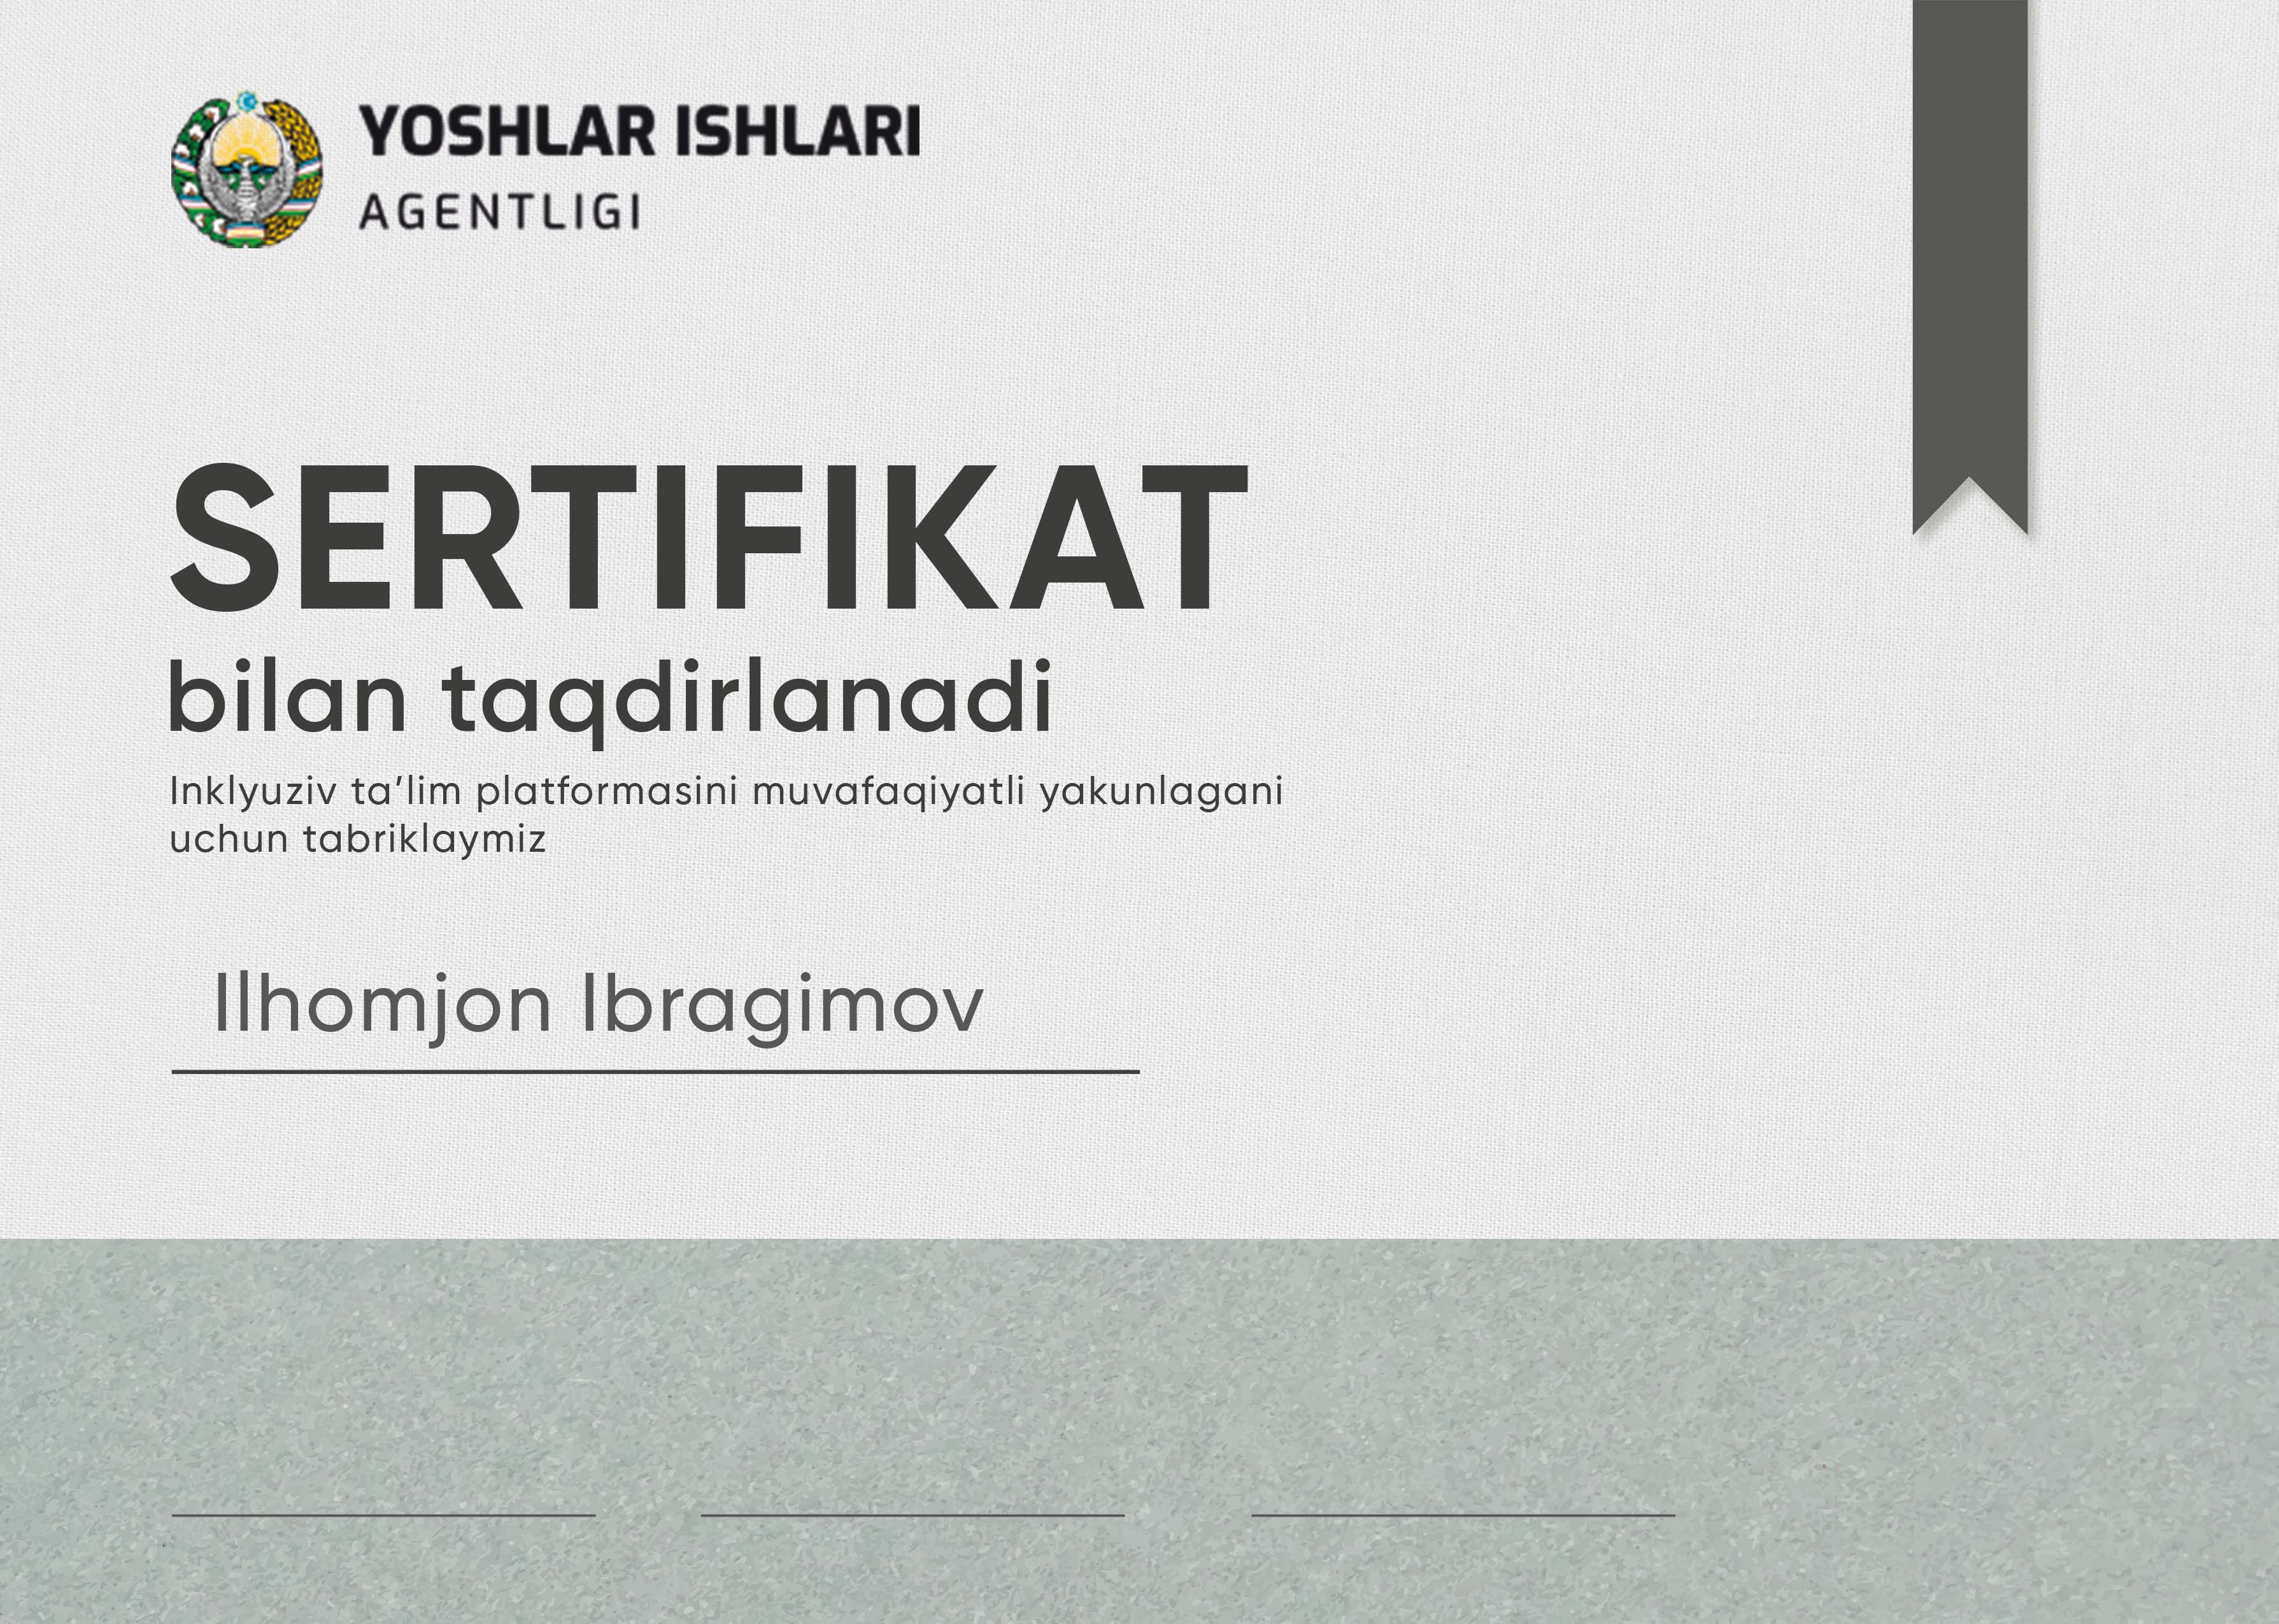 YOSHLAR ISHLARI
AGENTLIGI
SERTIFIKAT
bilan taqdirlanadi
Inklyuziv ta’lim platformasini muvafaqiyatli yakunlagani
uchun tabriklaymiz
Ilhomjon Ibragimov